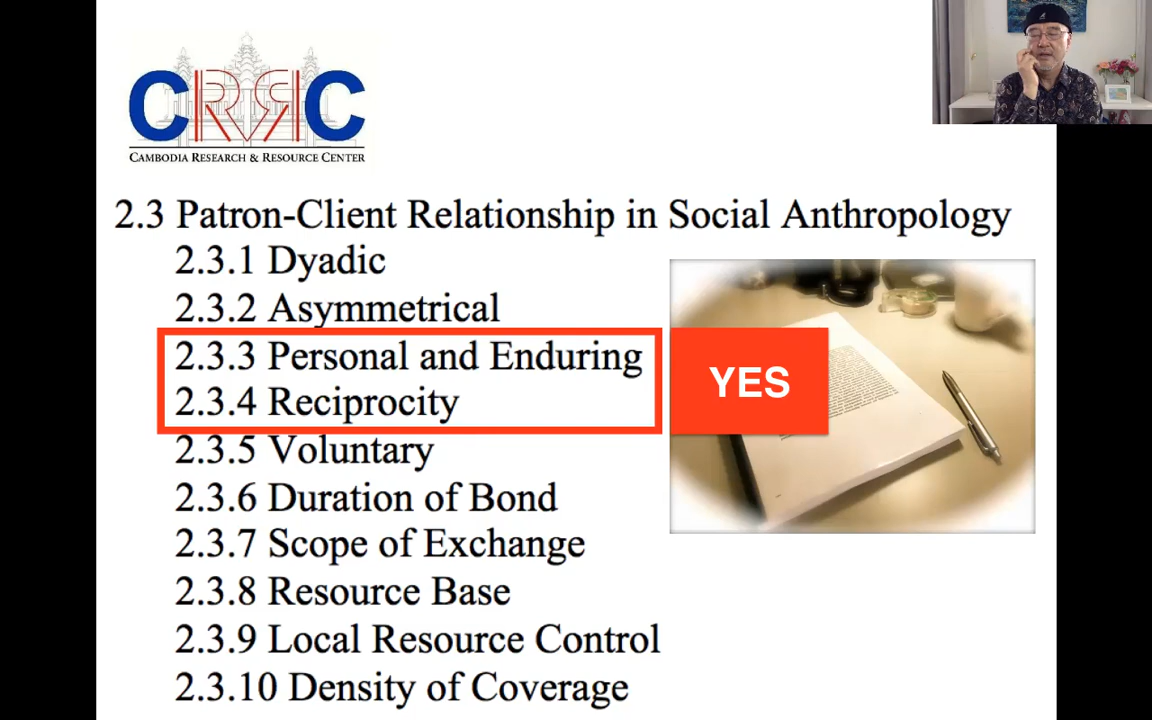 CRRC
CAMBODIA RESEARCH & RESOURCE CENTER
2.3 Patron-Client Relationship in Social Anthropology
2.3.1 Dyadic
2.3.2 Asymmetrical
2.3.3 Personal and Enduring
2.3.4 Reciprocity
YES
2.3.5 Voluntary
2.3.6 Duration of Bond
2.3.7 Scope of Exchange
2.3.8 Resource Base
2.3.9 Local Resource Control
2.3.10 Density of Coverage